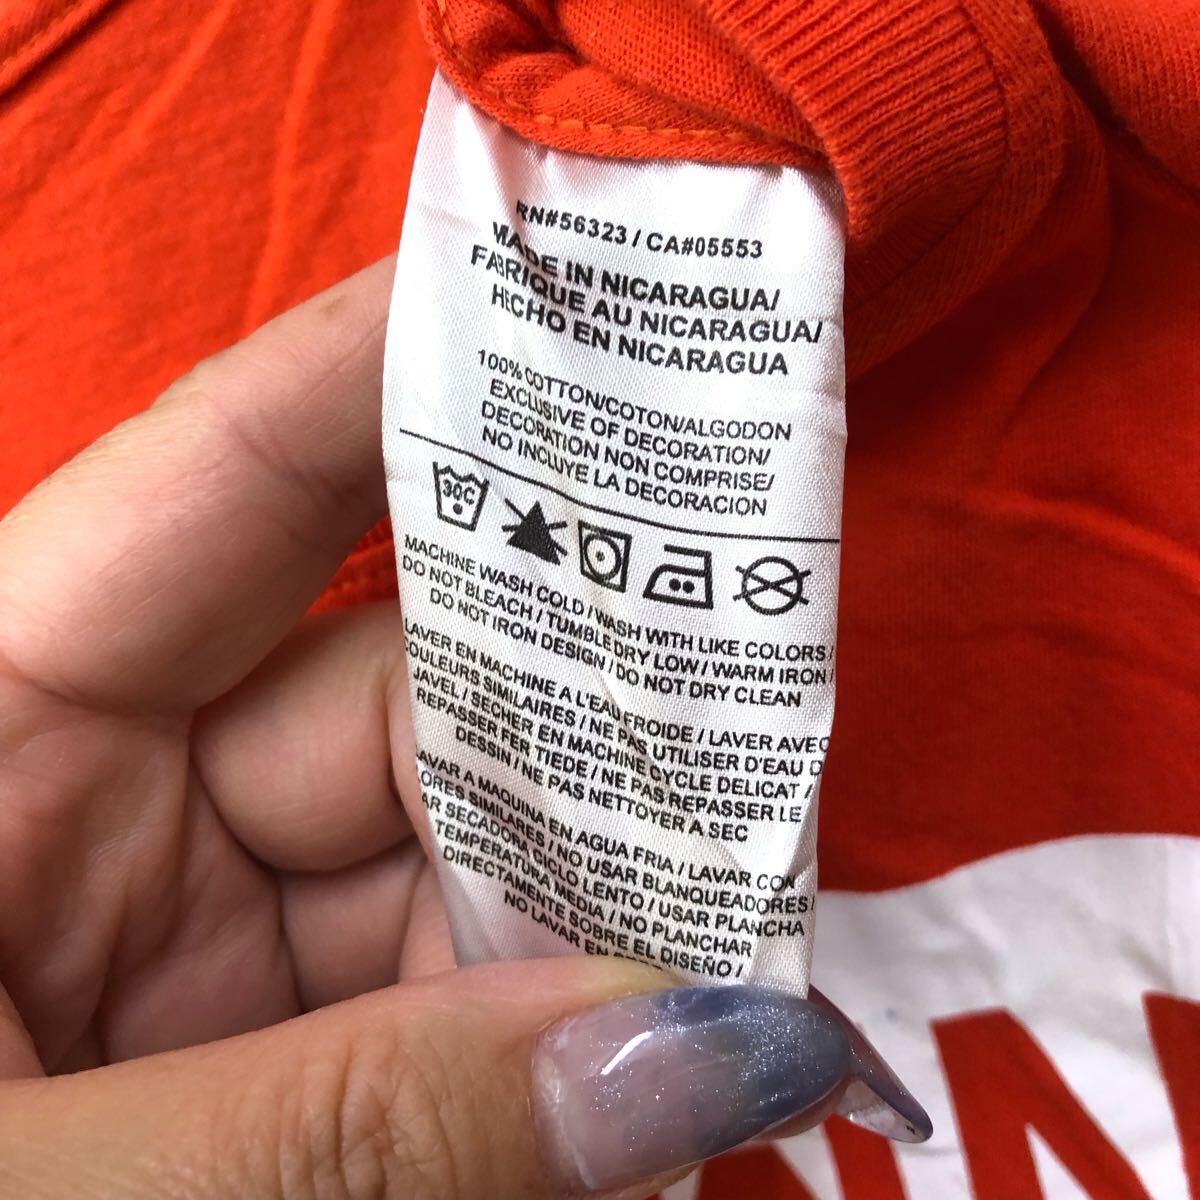 RN#56323 / CA#05553
MADE IN NICARAGUA/
FABRIQUE AU NICARAGUA/
HECHO EN NICARAGUA
100% COTTON/COTON/ALGODON
EXCLUSIVE OF DECORATION/
DECORATION NON COMPRISE/
NO INCLUYE LA DECORACION
30C
MACHINE WASH COLD / WASH WITH LIKE COLORS /
DO NOT BLEACH / TUMBLE DRY LOW / WARM IRON /
DO NOT IRON DESIGN / DO NOT DRY CLEAN
LAVER EN MACHINE A L'EAU FROIDE / LAVER AVEC
COULEURS SIMILAIRES / NE PAS UTILISER D'EAU D
JAVEL / SECHER EN MACHINE CYCLE DELICAT /
REPASSER FER TIEDE / NE PAS REPASSER LE
DESSIN / NE PAS NETTOYER A SEC
LAVAR A MAQUINA EN AGUA FRIA / LAVAR CON
COLORES SIMILARES / NO USAR BLANQUEADORES /
AR SECADORA CICLO LENTO / USAR PLANCHA
TEMPERATURA MEDIA / NO PLANCHAR
DIRECTAMENTE SOBRE EL DISEÑO /
NO LAVAR EN